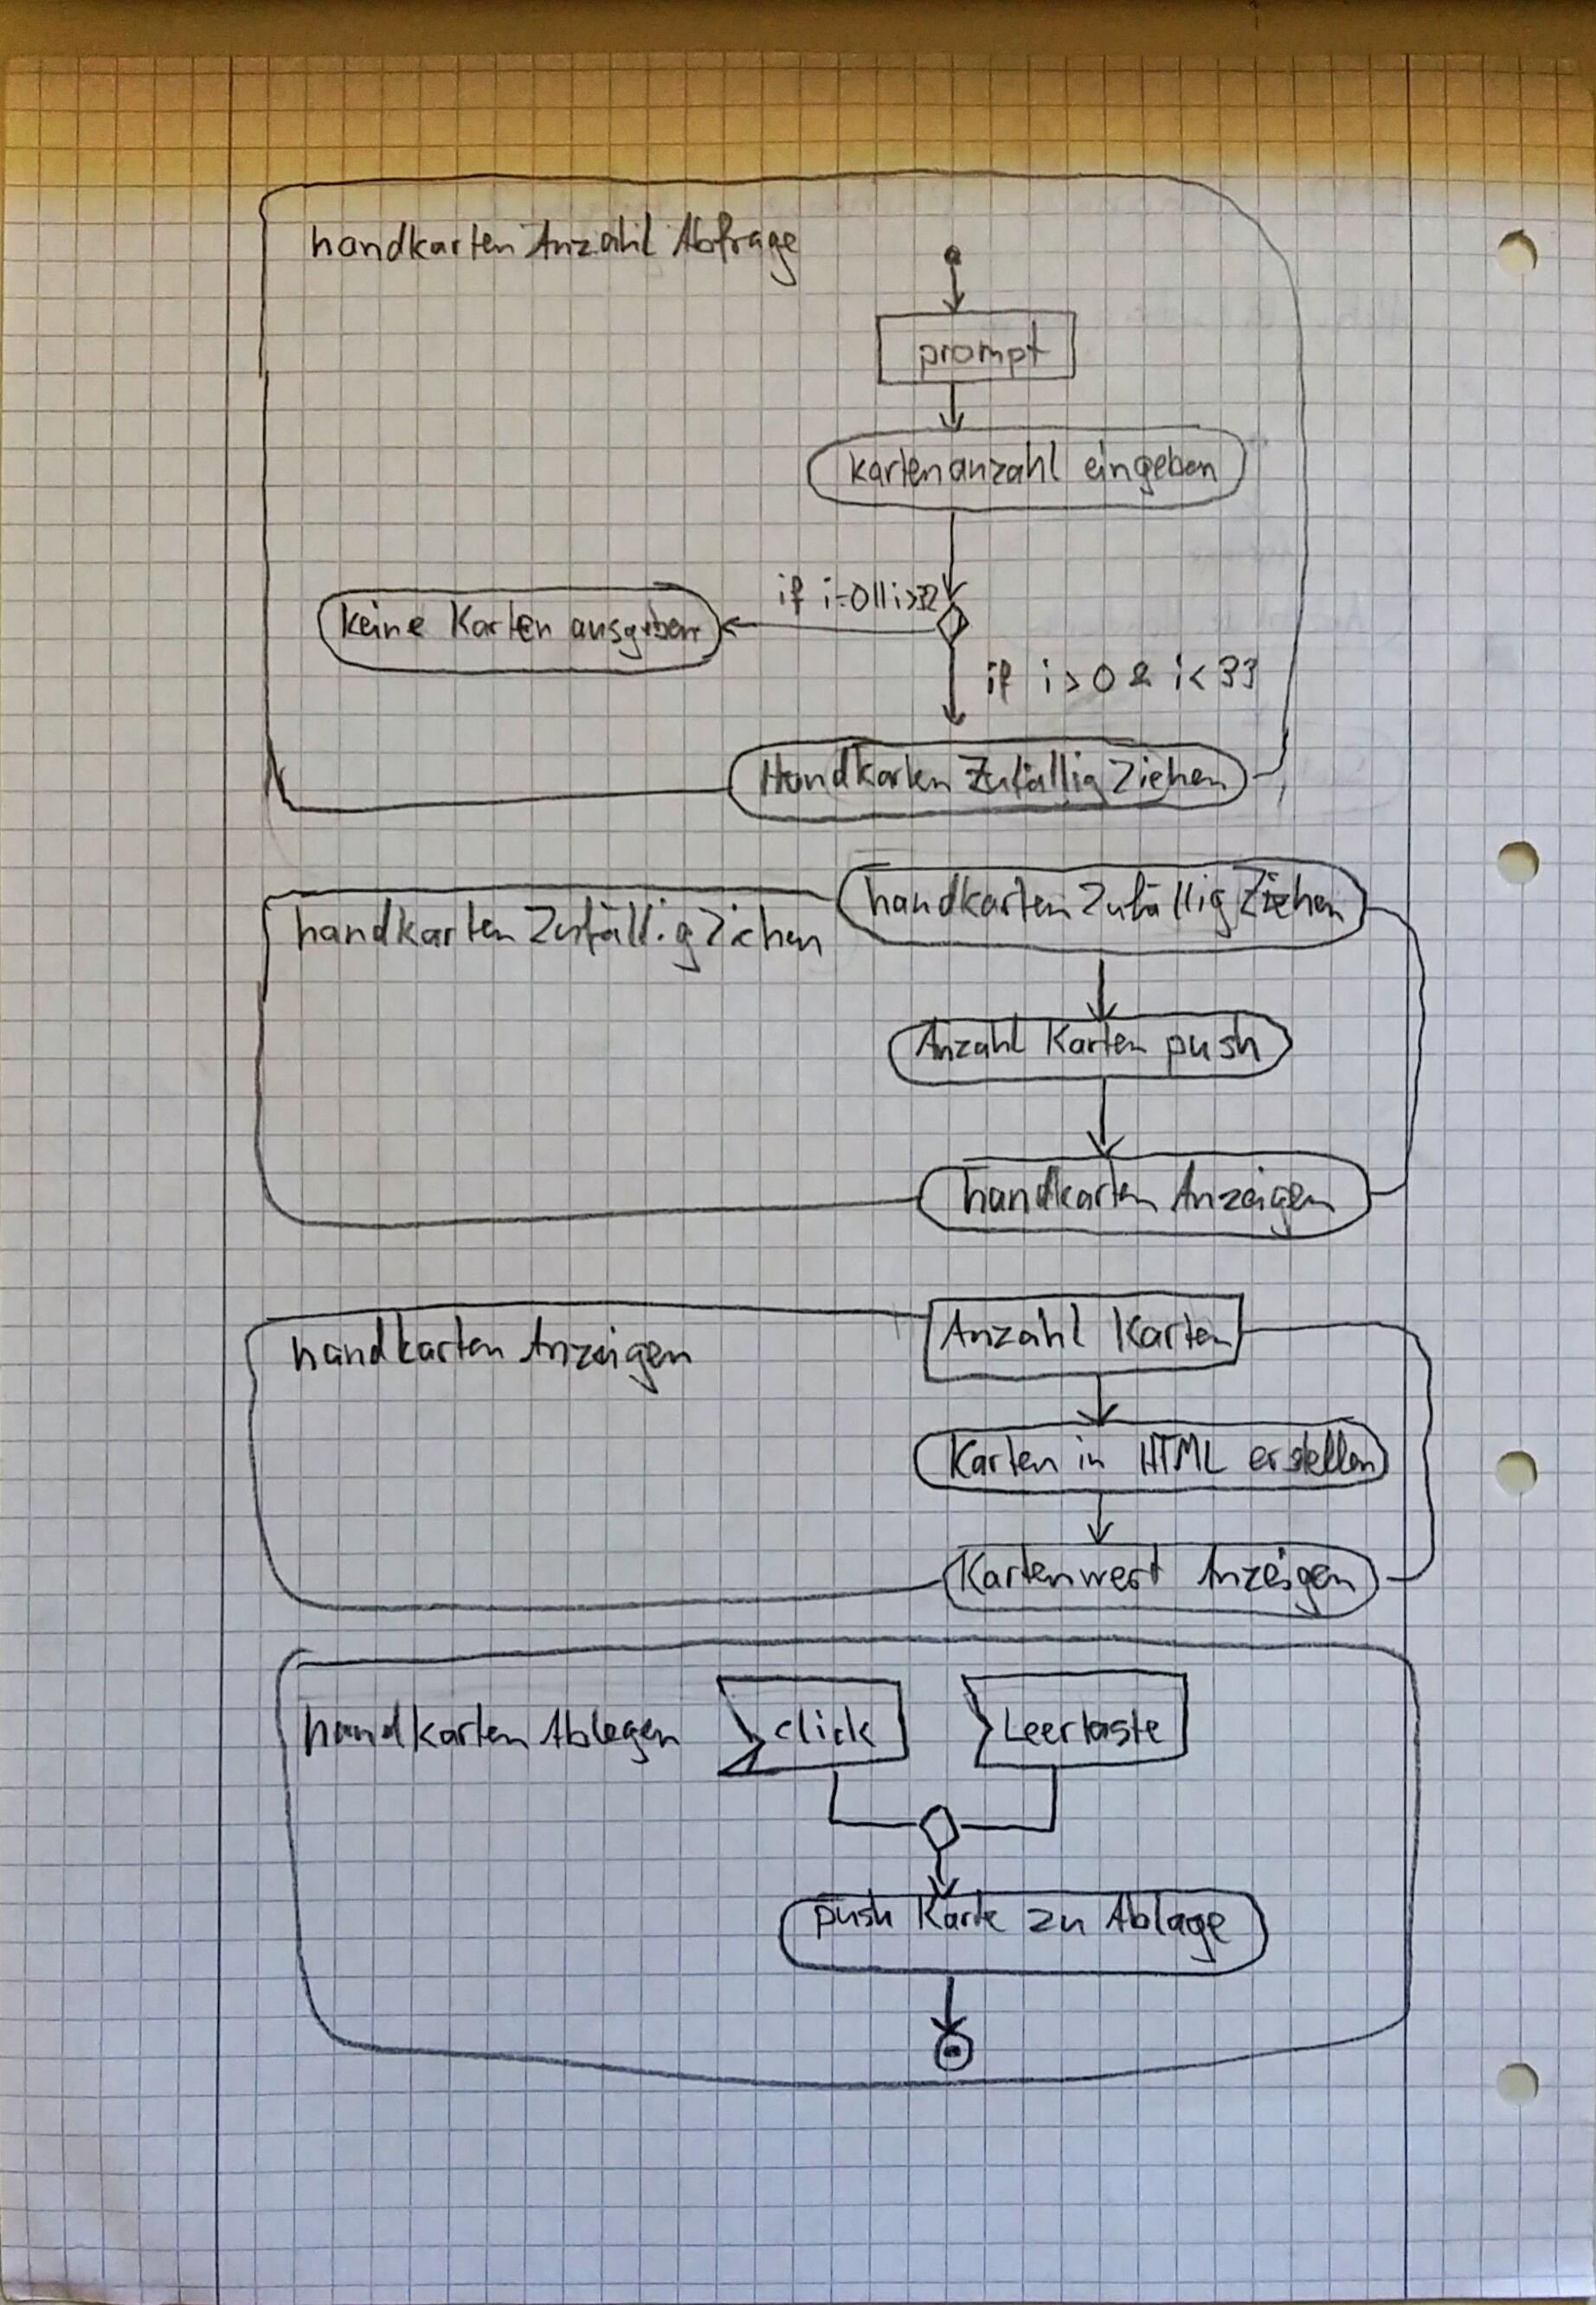 handkarten Anzahl Abfrage
prompt
kartenanzahl eingeben
if i=0||i>32
keine Karten ausgeben
if i>0 & i<33
Handkarten Zufällig Ziehen
handkarten Zufällig Ziehen
handkarten Zufällig Ziehen
Anzahl Karten push
handkarten Anzeigen
Anzahl Karten
handkarten Anzeigen
Karten in HTML erstellen
Kartenwert Anzeigen
click
Leertaste
handkarten Ablegen
push Karte zu Ablage